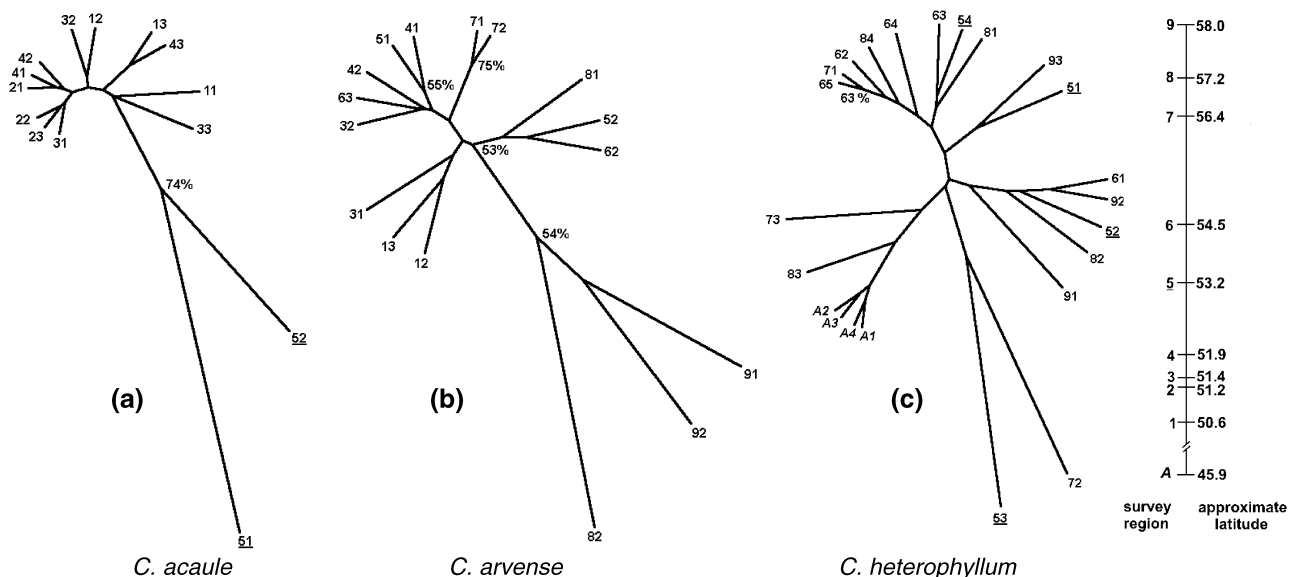 32 12 13 43
42 41 21 22 23 31
11 33
74%
52
51
(a)
C. acaule
71 72
51 41
42 63 32
55% 75%
81 52 62
53%
31 13 12
54%
91 92 82
(b)
C. arvense
63 54 81
64 84 62 71 65
63 %
93 51
61 92 52 82 91
73 83
A2 A3 A4 A1
72 53
(c)
C. heterophyllum
9 58.0
8 57.2
7 56.4
6 54.5
5 53.2
4 51.9
3 51.4
2 51.2
1 50.6
A 45.9
survey approximate
region latitude